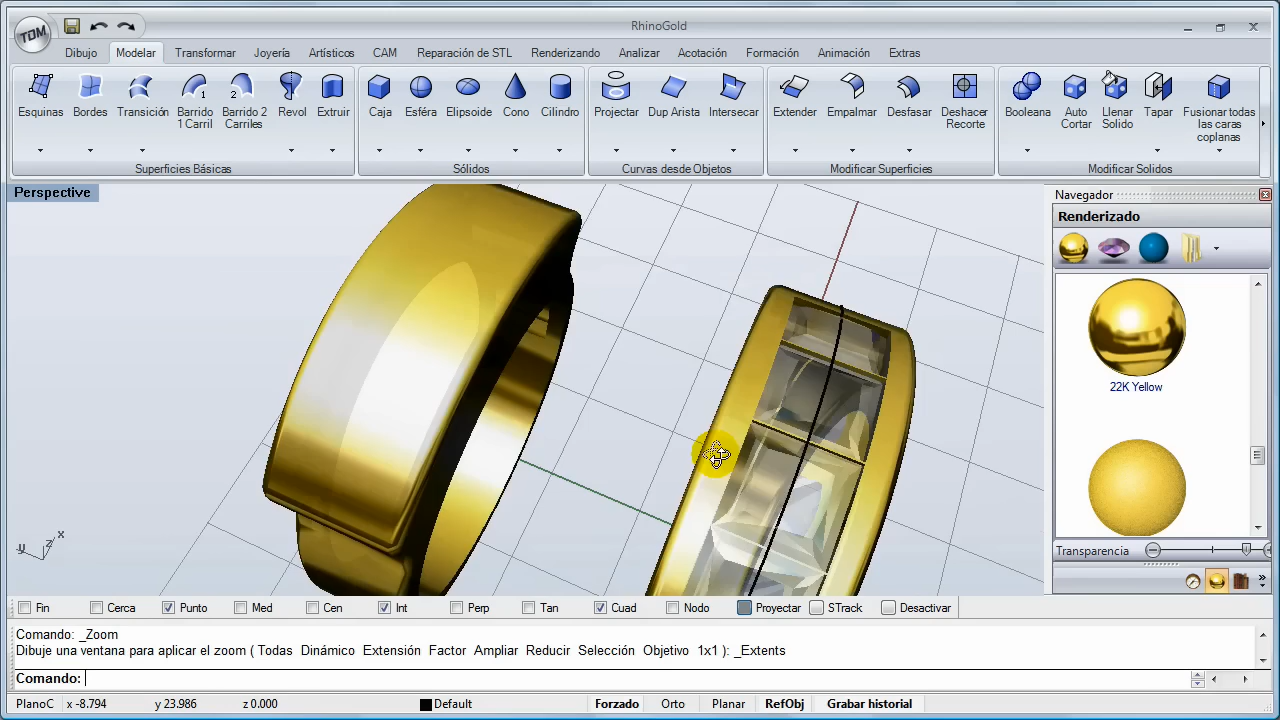 TDM
RhinoGold
Dibujo Modelar Transformar Joyería Artísticos CAM Reparación de STL Renderizando Analizar Acotación Formación Animación Extras
Esquinas Bordes Transición Barrido 1 Carril Barrido 2 Carriles Revol Extruir
Superficies Básicas
Caja Esféra Elipsoide Cono Cilindro
Sólidos
Projectar Dup Arista Intersecar
Curvas desde Objetos
Extender Empalmar Desfasar Deshacer Recorte
Modificar Superficies
Booleana Auto Cortar Llenar Solido Tapar Fusionar todas las caras coplanas
Modificar Solidos
1
2
Perspective
y z x
Navegador
Renderizado
22K Yellow
Transparencia
Fin Cerca Punto Med Cen Int Perp Tan Cuad Nodo Proyectar STrack Desactivar
Comando: _Zoom
Dibuje una ventana para aplicar el zoom ( Todas Dinámico Extensión Factor Ampliar Reducir Selección Objetivo 1x1 ): _Extents
Comando:
PlanoC x -8.794 y 23.986 z 0.000 Default Forzado Orto Planar RefObj Grabar historial